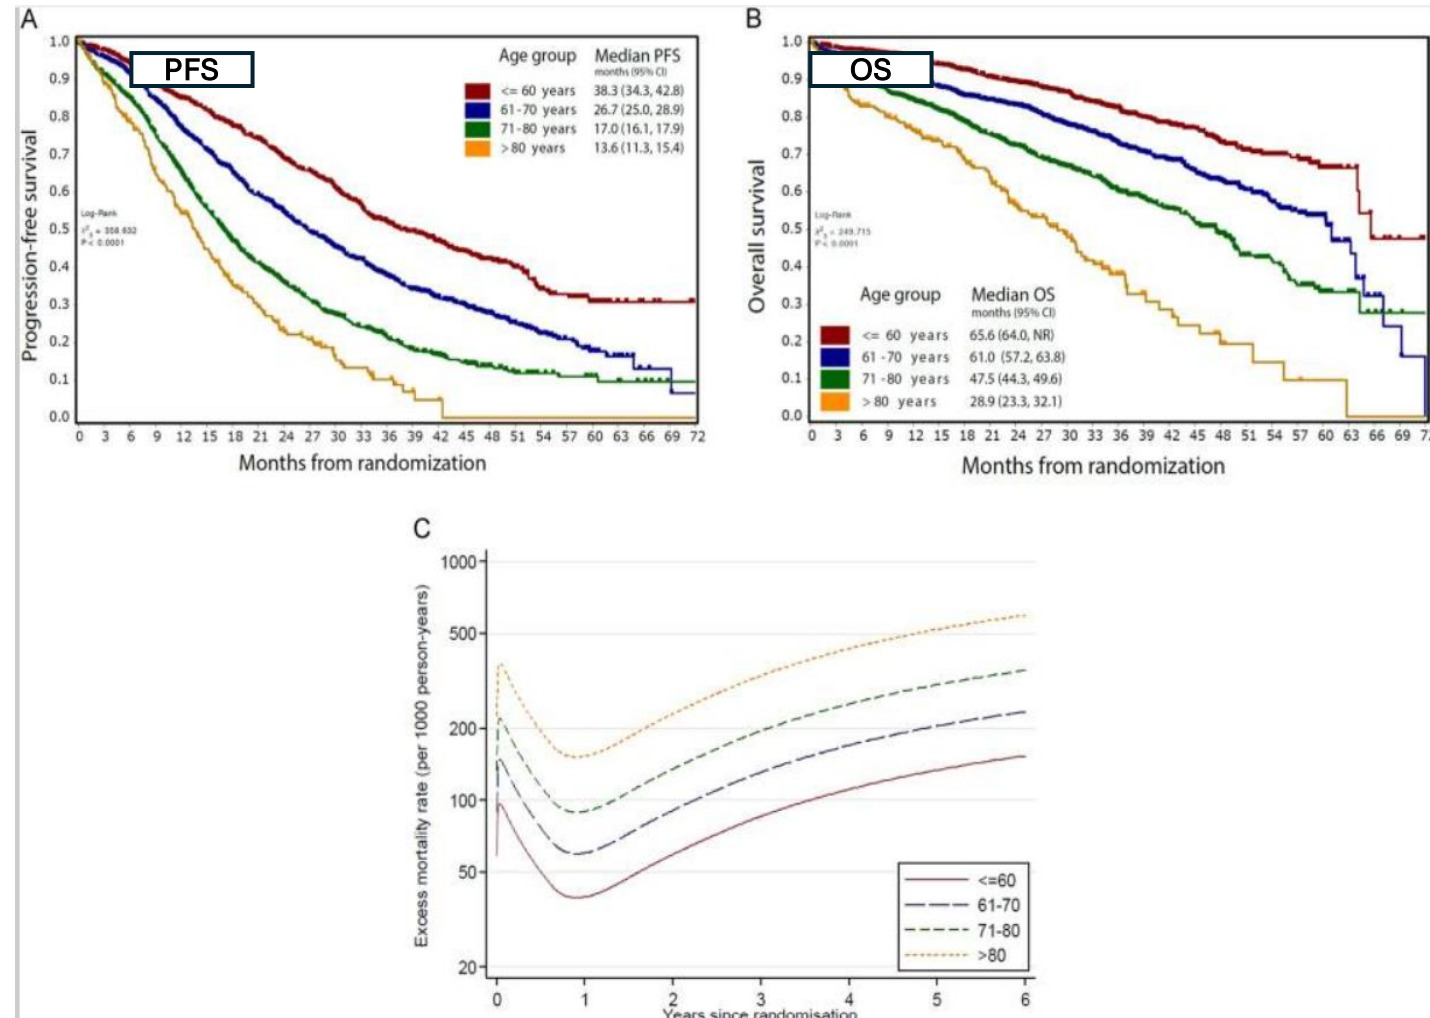 A
PFS
Progression-free survival
1.0
0.9
0.8
0.7
0.6
0.5
0.4
0.3
0.2
0.1
0.0
Age group Median PFS
months (95% CI)
<= 60 years 38.3 (34.3, 42.8)
61-70 years 26.7 (25.0, 28.9)
71-80 years 17.0 (16.1, 17.9)
>80 years 13.6 (11.3, 15.4)
Log-Rank
P < 0.0001
0 3 6 9 12 15 18 21 24 27 30 33 36 39 42 45 48 51 54 57 60 63 66 69 72
Months from randomization
B
OS
Overall survival
1.0
0.9
0.8
0.7
0.6
0.5
0.4
0.3
0.2
0.1
0.0
Log-Rank
P < 0.0001
Age group Median OS
months (95% CI)
<= 60 years 65.6 (64.0, NR)
61-70 years 61.0 (57.2, 63.8)
71-80 years 47.5 (44.3, 49.6)
>80 years 28.9 (23.3, 32.1)
0 3 6 9 12 15 18 21 24 27 30 33 36 39 42 45 48 51 54 57 60 63 66 69
Months from randomization
C
Excess mortality rate (per 1000 person-years)
1000
500
200
100
50
20
<=60
61-70
71-80
>80
0 1 2 3 4 5 6
Years since randomisation